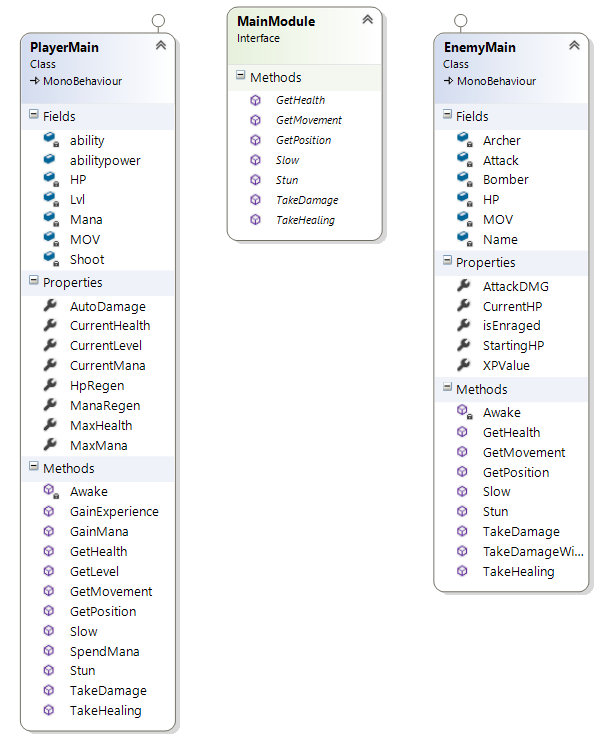 PlayerMain
Class
MonoBehaviour
Fields
ability
abilitypower
HP
Lvl
Mana
MOV
Shoot
Properties
AutoDamage
CurrentHealth
CurrentLevel
CurrentMana
HpRegen
ManaRegen
MaxHealth
MaxMana
Methods
Awake
GainExperience
GainMana
GetHealth
GetLevel
GetMovement
GetPosition
Slow
SpendMana
Stun
TakeDamage
TakeHealing
MainModule
Interface
Methods
GetHealth
GetMovement
GetPosition
Slow
Stun
TakeDamage
TakeHealing
EnemyMain
Class
MonoBehaviour
Fields
Archer
Attack
Bomber
HP
MOV
Name
Properties
AttackDMG
CurrentHP
isEnraged
StartingHP
XPValue
Methods
Awake
GetHealth
GetMovement
GetPosition
Slow
Stun
TakeDamage
TakeDamageWi...
TakeHealing